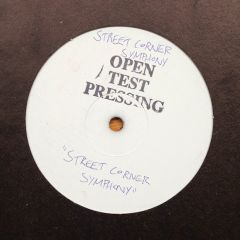 STREET CORNER
SYMPHONY
OPEN
TEST
PRESSING
"STREET CORNER
SYMPHONY"